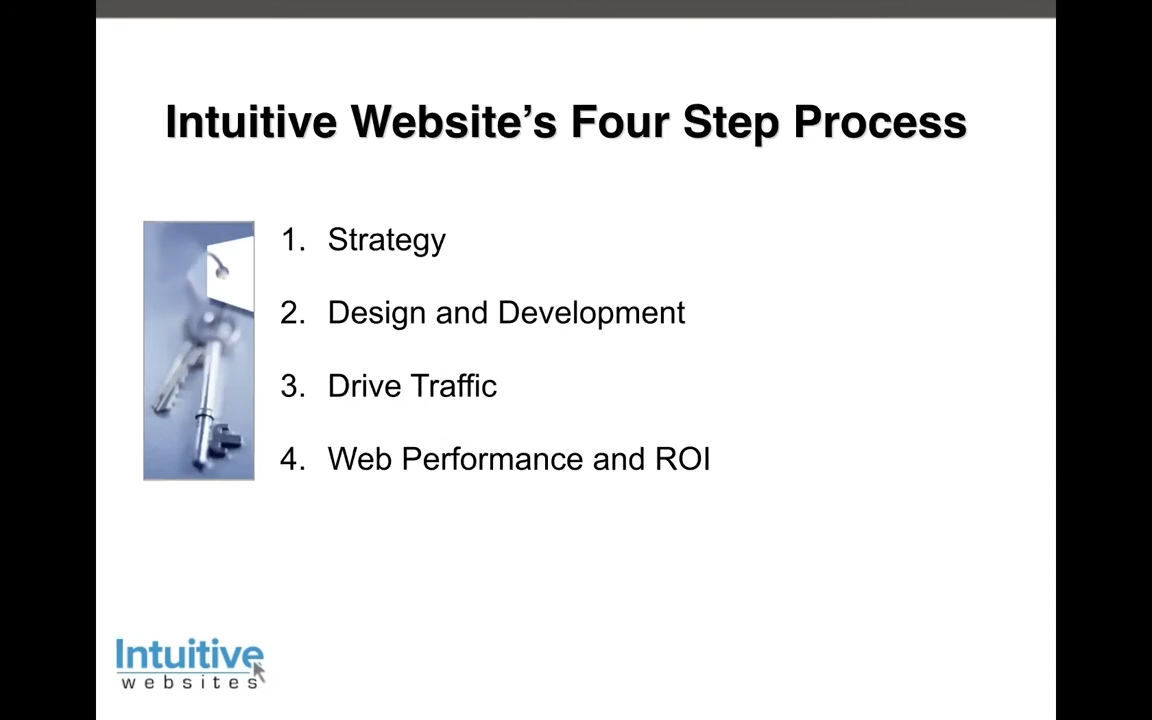 Intuitive Website’s Four Step Process
1. Strategy
2. Design and Development
3. Drive Traffic
4. Web Performance and ROI
Intuitive
websites